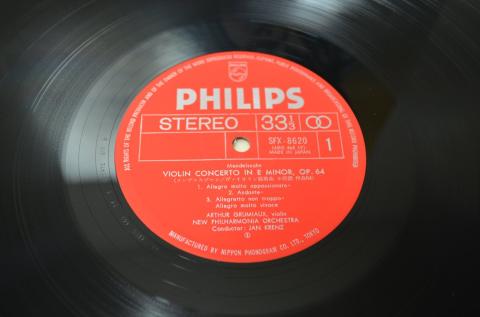 PHILIPS
STEREO 33 1/3
SFX-8620
MADE IN JAPAN
1
Mendelssohn
VIOLIN CONCERTO IN E MINOR, OP. 64
1. Allegro molto appassionato-
2. Andante-
3. Allegretto non troppo-
Allegro molto vivace
ARTHUR GRUMIAUX, violin
NEW PHILHARMONIA ORCHESTRA
Conductor: JAN KRENZ
MANUFACTURED BY NIPPON PHONOGRAM CO., LTD., TOKYO